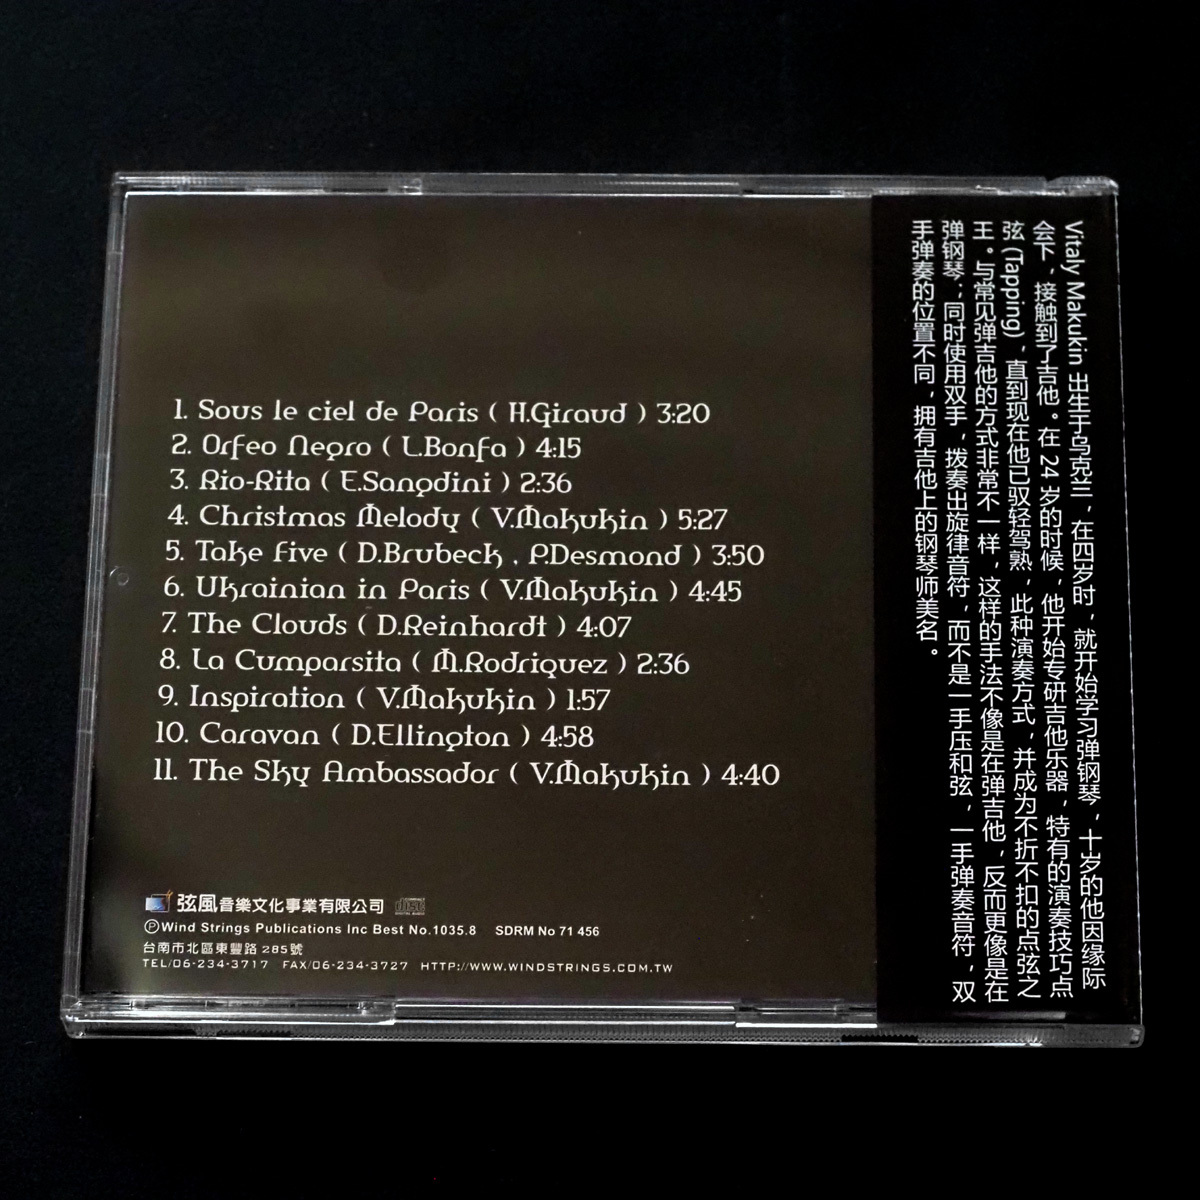 1. Sous le ciel de Paris ( H.Giraud ) 3:20
2. Orfeo Negro ( L.Bonfa ) 4:15
3. Rio-Rita ( E.Sangdini ) 2:36
4. Christmas Melody ( V.Makukin ) 5:27
5. Take Five ( D.Brubeck , P.Desmond ) 3:50
6. Ukrainian in Paris ( V.Makukin ) 4:45
7. The Clouds ( D.Reinhardt ) 4:07
8. La Cumparsita ( M.Rodriguez ) 2:36
9. Inspiration ( V.Makukin ) 1:57
10. Caravan ( D.Ellington ) 4:58
11. The Sky Ambassador ( V.Makukin ) 4:40
弦風音樂文化事業有限公司 disc DIGITAL AUDIO
ⓅWind Strings Publications Inc Best No.1035.8 SDRM No 71 456
台南市北區東豐路 285號
TEL/06-234-3717 FAX/06-234-3727 HTTP://WWW.WINDSTRINGS.COM.TW
Vitaly Makukin 出生于乌克兰，在四岁时，就开始学习弹钢琴，十岁的他因缘际
会下，接触到了吉他。在 24 岁的时候，他开始专研吉他乐器，特有的演奏技巧点
弦 (Tapping)，直到现在他已驭轻驾熟，此种演奏方式，并成为不折不扣的点弦之
王。与常见弹吉他的方式非常不一样，这样的手法不像是在弹吉他，反而更像是在
弹钢琴；同时使用双手，拨奏出旋律音符，而不是一手压和弦，一手弹奏音符，双
手弹奏的位置不同，拥有吉他上的钢琴师美名。